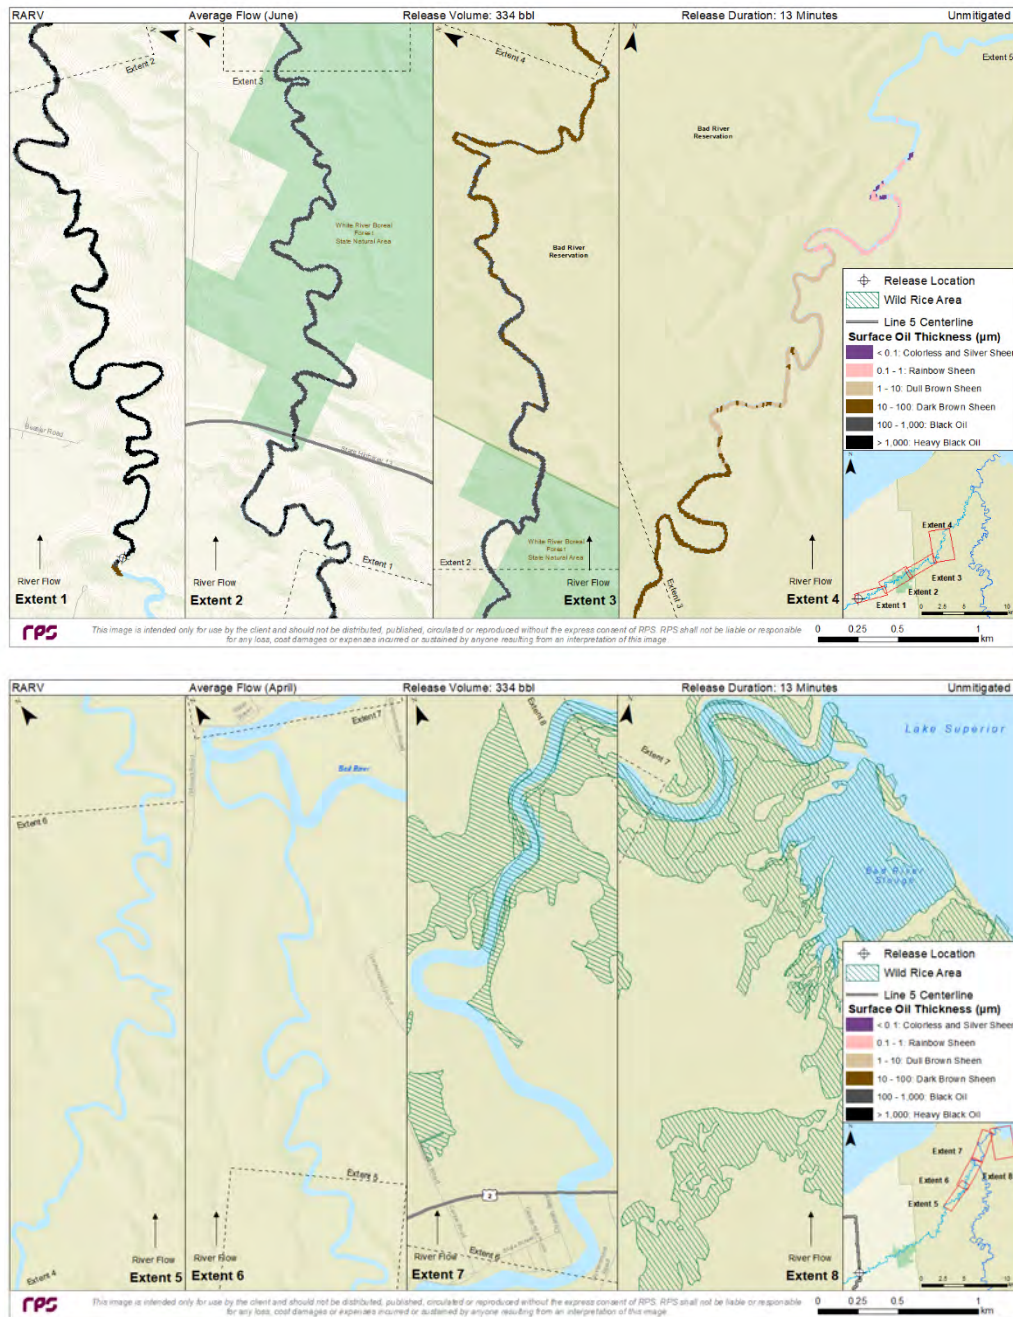 RARV Average Flow (June) Release Volume: 334 bbl Release Duration: 13 Minutes Unmitigated
N
Extent 2
Beaser Road
River Flow
Extent 1
N
Extent 3
White River Boreal
Forest
State Natural Area
Extent 1
River Flow
Extent 2
N
Extent 4
Bad River
Reservation
White River Boreal
Forest
State Natural Area
Extent 2
River Flow
Extent 3
Extent 5
Bad River
Reservation
Extent 3
River Flow
Extent 4
Release Location
Wild Rice Area
Line 5 Centerline
Surface Oil Thickness (µm)
< 0.1: Colorless and Silver Sheen
0.1 - 1: Rainbow Sheen
1 - 10: Dull Brown Sheen
10 - 100: Dark Brown Sheen
100 - 1,000: Black Oil
> 1,000: Heavy Black Oil
Extent 4
Extent 3
Extent 2
Extent 1
0 2.5 5 10
km
RPS
This image is intended only for use by the client and should not be distributed, published, circulated or reproduced without the express consent of RPS. RPS shall not be liable or responsible
for any loss, cost damages or expenses incurred or sustained by anyone resulting from an interpretation of this image.
0 0.25 0.5 1
km
RARV Average Flow (April) Release Volume: 334 bbl Release Duration: 13 Minutes Unmitigated
Extent 6
Extent 4
River Flow
Extent 5
Extent 7
Bad River
Extent 5
River Flow
Extent 6
Extent 8
2
Extent 6
River Flow
Extent 7
Extent 7
Lake Superior
Bad River
Slough
River Flow
Extent 8
Release Location
Wild Rice Area
Line 5 Centerline
Surface Oil Thickness (µm)
< 0.1: Colorless and Silver Sheen
0.1 - 1: Rainbow Sheen
1 - 10: Dull Brown Sheen
10 - 100: Dark Brown Sheen
100 - 1,000: Black Oil
> 1,000: Heavy Black Oil
Extent 7
Extent 8
Extent 6
Extent 5
0 2.5 5 10
km
RPS
This image is intended only for use by the client and should not be distributed, published, circulated or reproduced without the express consent of RPS. RPS shall not be liable or responsible
for any loss, cost damages or expenses incurred or sustained by anyone resulting from an interpretation of this image.
0 0.25 0.5 1
km